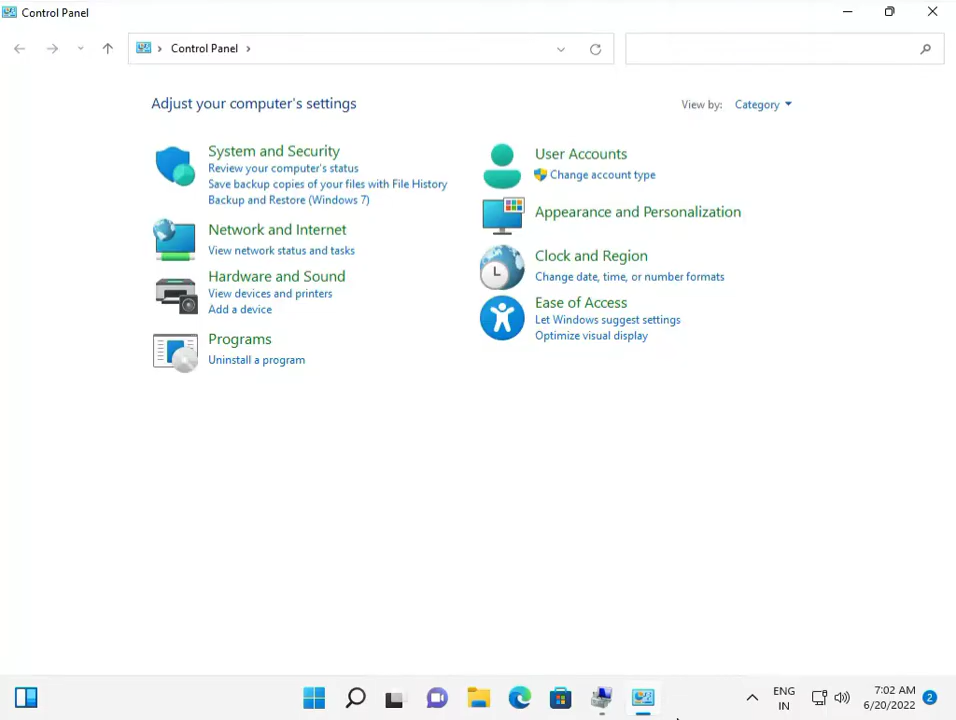 Control Panel
Control Panel
Adjust your computer's settings
View by: Category
System and Security
Review your computer's status
Save backup copies of your files with File History
Backup and Restore (Windows 7)
Network and Internet
View network status and tasks
Hardware and Sound
View devices and printers
Add a device
Programs
Uninstall a program
User Accounts
Change account type
Appearance and Personalization
Clock and Region
Change date, time, or number formats
Ease of Access
Let Windows suggest settings
Optimize visual display
ENG
IN
7:02 AM
6/20/2022
2